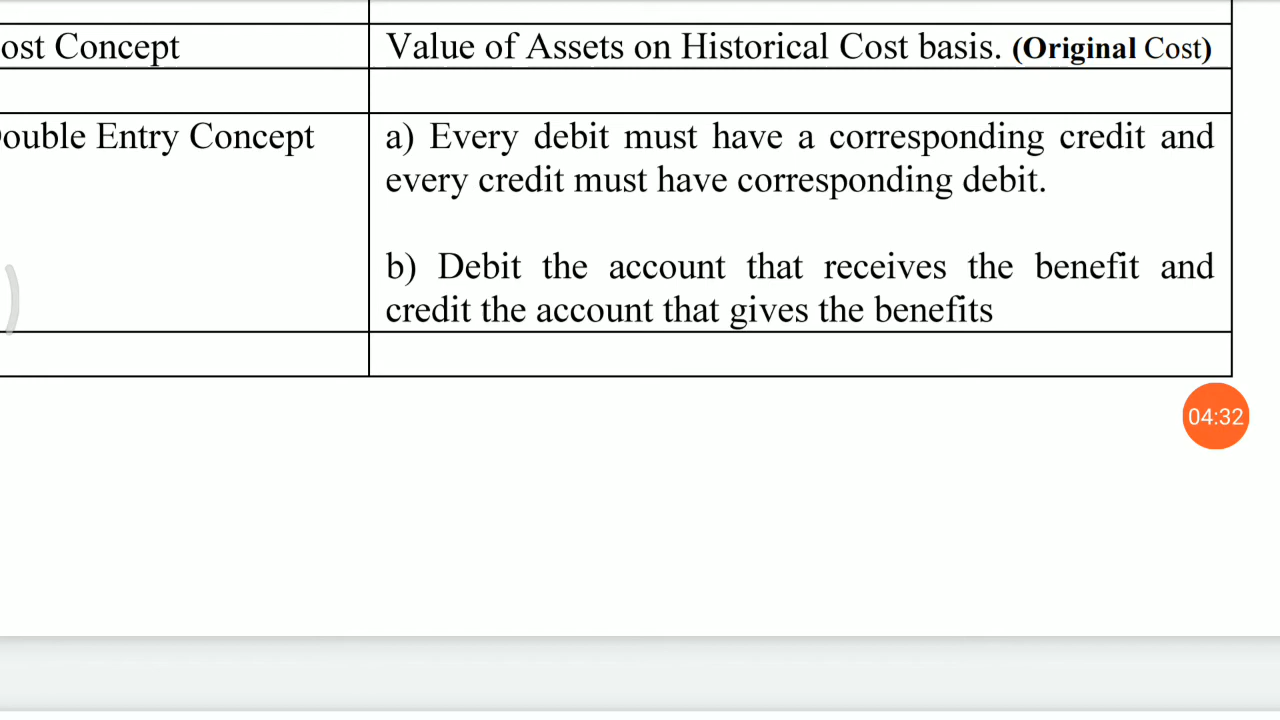 ost Concept
Value of Assets on Historical Cost basis. (Original Cost)
ouble Entry Concept
a) Every debit must have a corresponding credit and
every credit must have corresponding debit.
b) Debit the account that receives the benefit and
credit the account that gives the benefits
04:32